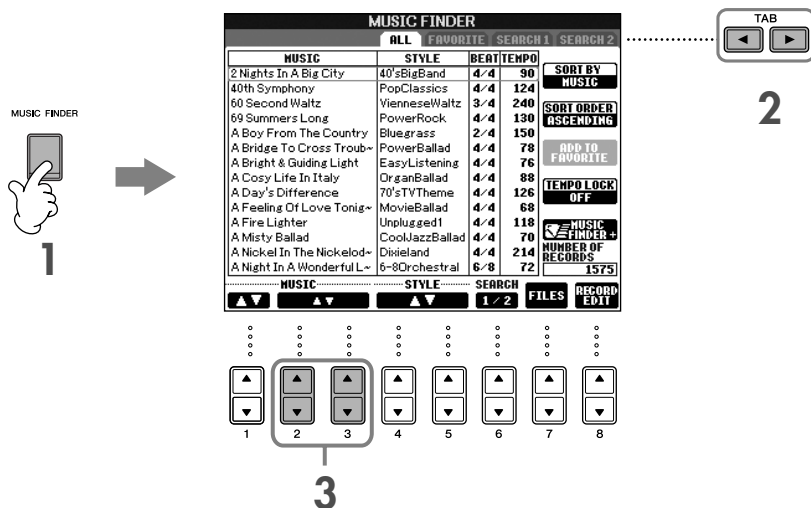 MUSIC FINDER
ALL FAVORITE SEARCH 1 SEARCH 2
TAB
2
MUSIC FINDER
1
MUSIC STYLE BEAT TEMPO
2 Nights In A Big City 40'sBigBand 4/4 90
40th Symphony PopClassics 4/4 124
60 Second Waltz VienneseWaltz 3/4 240
69 Summers Long PowerRock 4/4 130
A Boy From The Country Bluegrass 2/4 150
A Bridge To Cross Troub~ PowerBallad 4/4 78
A Bright & Guiding Light EasyListening 4/4 76
A Cosy Life In Italy OrganBallad 4/4 88
A Day's Difference 70'sTVTheme 4/4 126
A Feeling Of Love Tonig~ MovieBallad 4/4 68
A Fire Lighter Unplugged1 4/4 118
A Misty Ballad CoolJazzBallad 4/4 70
A Nickel In The Nickelod~ Dixieland 4/4 214
A Night In A Wonderful L~ 6-8Orchestral 6/8 72
SORT BY
MUSIC
SORT ORDER
ASCENDING
ADD TO
FAVORITE
TEMPO LOCK
OFF
MUSIC
FINDER +
NUMBER OF
RECORDS
1575
MUSIC STYLE SEARCH
1 / 2 FILES RECORD
EDIT
1 2 3 4 5 6 7 8
3